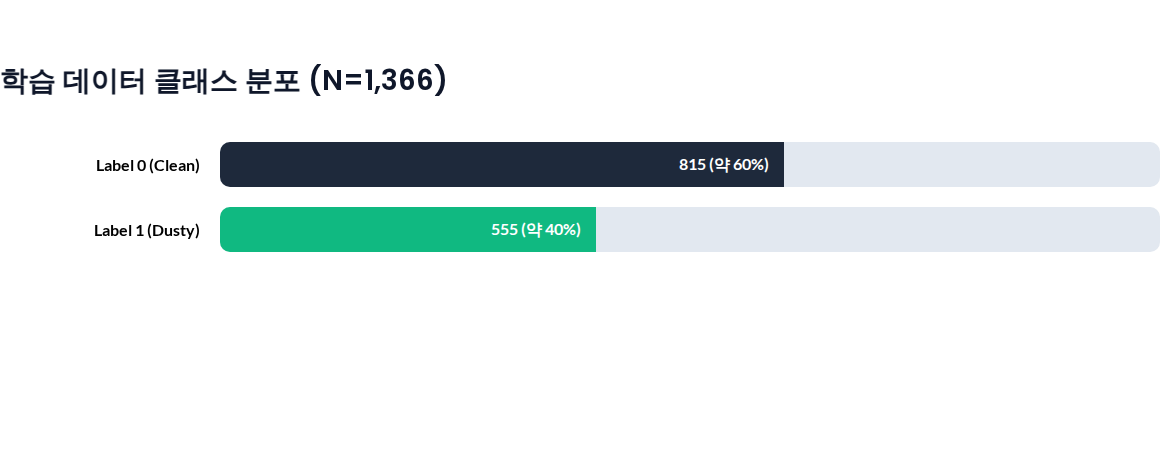 학습 데이터 클래스 분포 (N=1,366)
Label 0 (Clean) 815 (약 60%)
Label 1 (Dusty) 555 (약 40%)